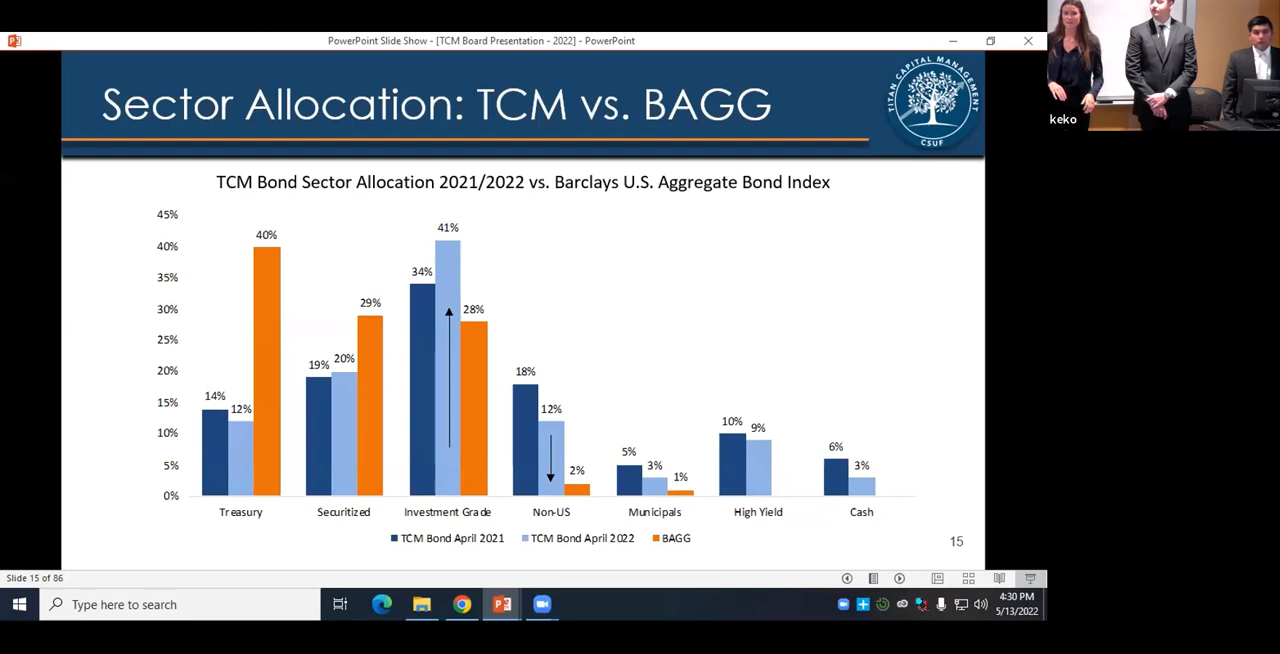 PowerPoint Slide Show - [TCM Board Presentation - 2022] - PowerPoint
Sector Allocation: TCM vs. BAGG
TITAN CAPITAL MANAGEMENT
CSUF
keko
TCM Bond Sector Allocation 2021/2022 vs. Barclays U.S. Aggregate Bond Index
45%
40%
35%
30%
25%
20%
15%
10%
5%
0%
14%
12%
40%
19%
20%
29%
34%
41%
28%
18%
12%
2%
5%
3%
1%
10%
9%
6%
3%
Treasury
Securitized
Investment Grade
Non-US
Municipals
High Yield
Cash
TCM Bond April 2021
TCM Bond April 2022
BAGG
15
Slide 15 of 86
Type here to search
4:30 PM
5/13/2022